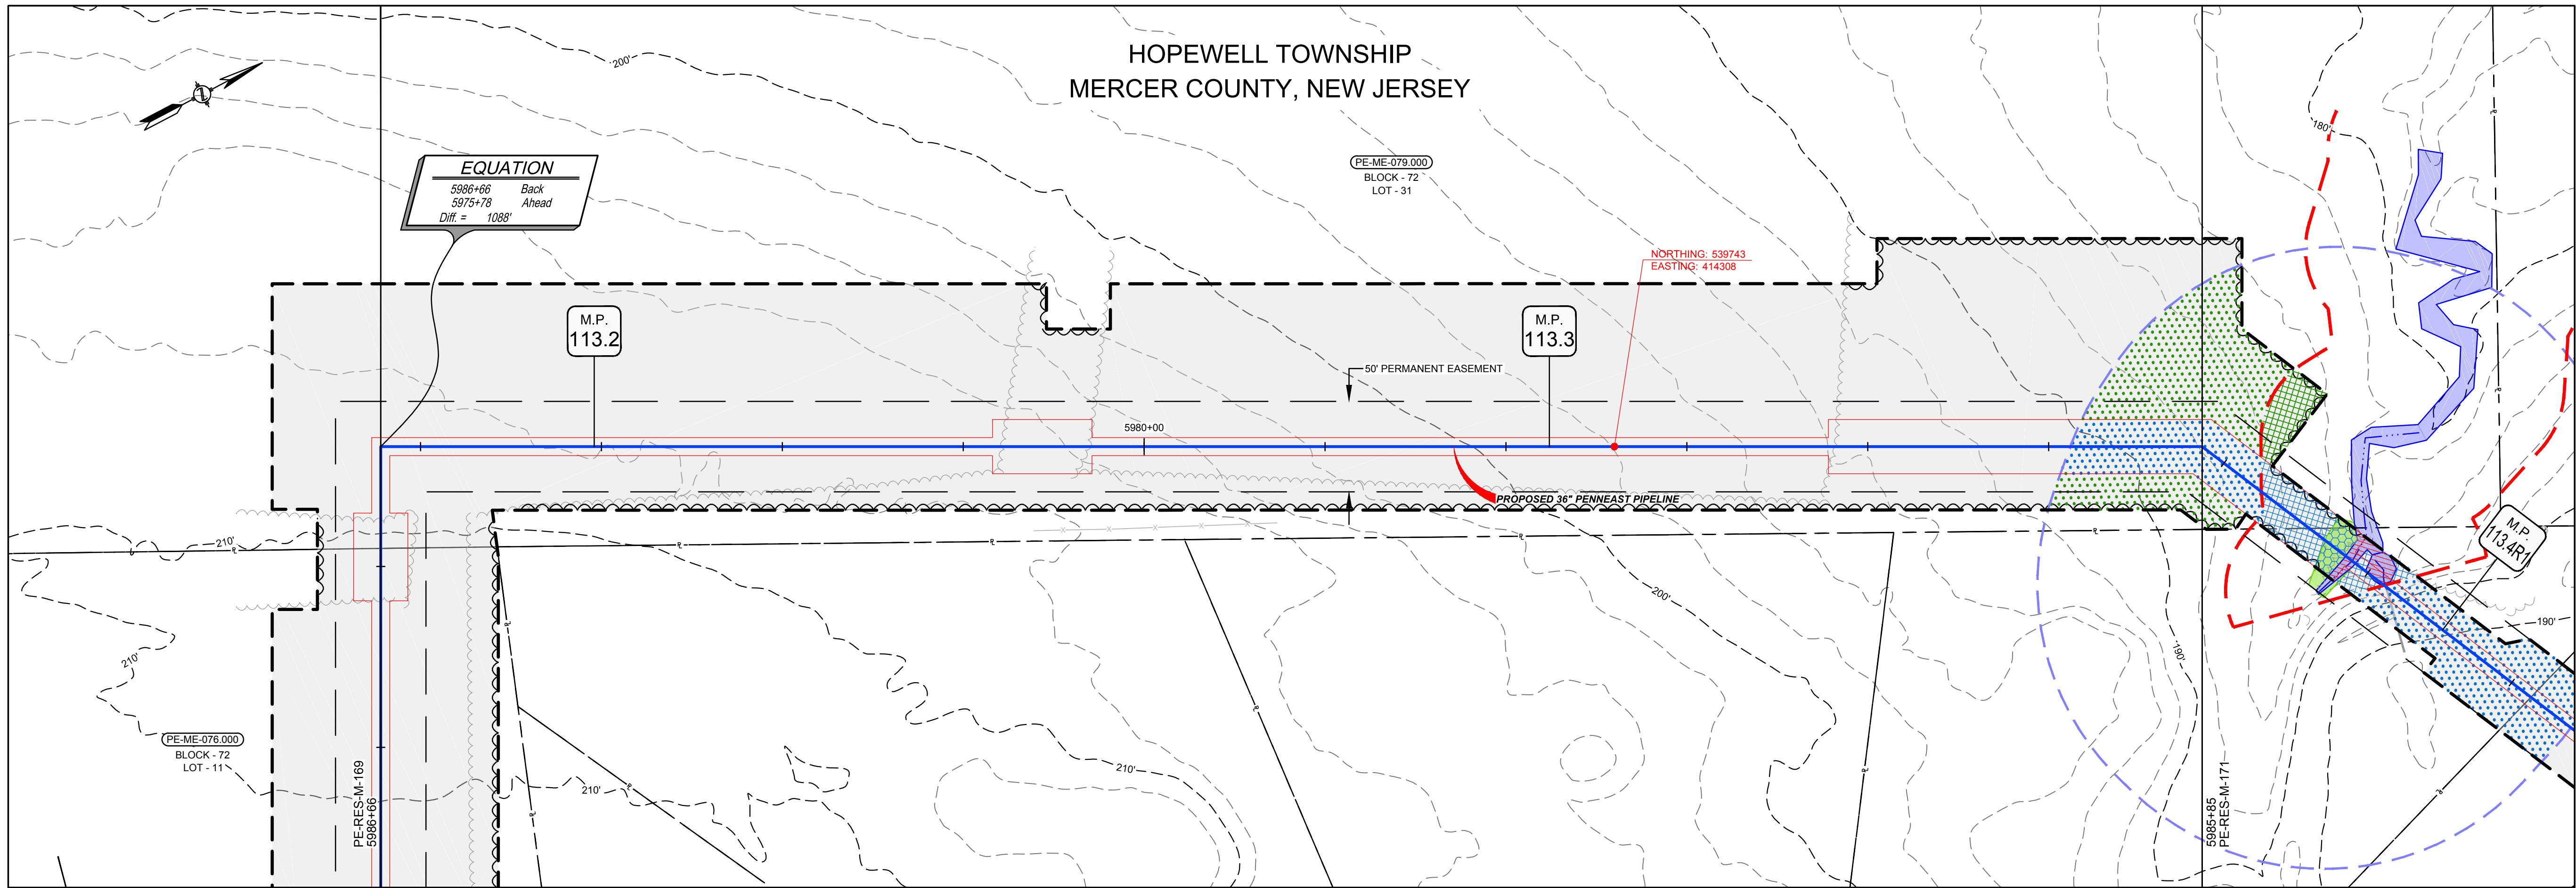 HOPEWELL TOWNSHIP
MERCER COUNTY, NEW JERSEY
200'
180'
EQUATION
5986+66 Back
5975+78 Ahead
Diff. = 1088'
PE-ME-079.000
BLOCK - 72
LOT - 31
NORTHING: 539743
EASTING: 414308
M.P.
113.2
M.P.
113.3
50' PERMANENT EASEMENT
5980+00
PROPOSED 36" PENNEAST PIPELINE
M.P.
113.4R1
210'
200'
190'
190'
210'
PE-ME-076.000
BLOCK - 72
LOT - 11
210'
210'
PE-RES-M-169
5986+66
5985+85
PE-RES-M-171